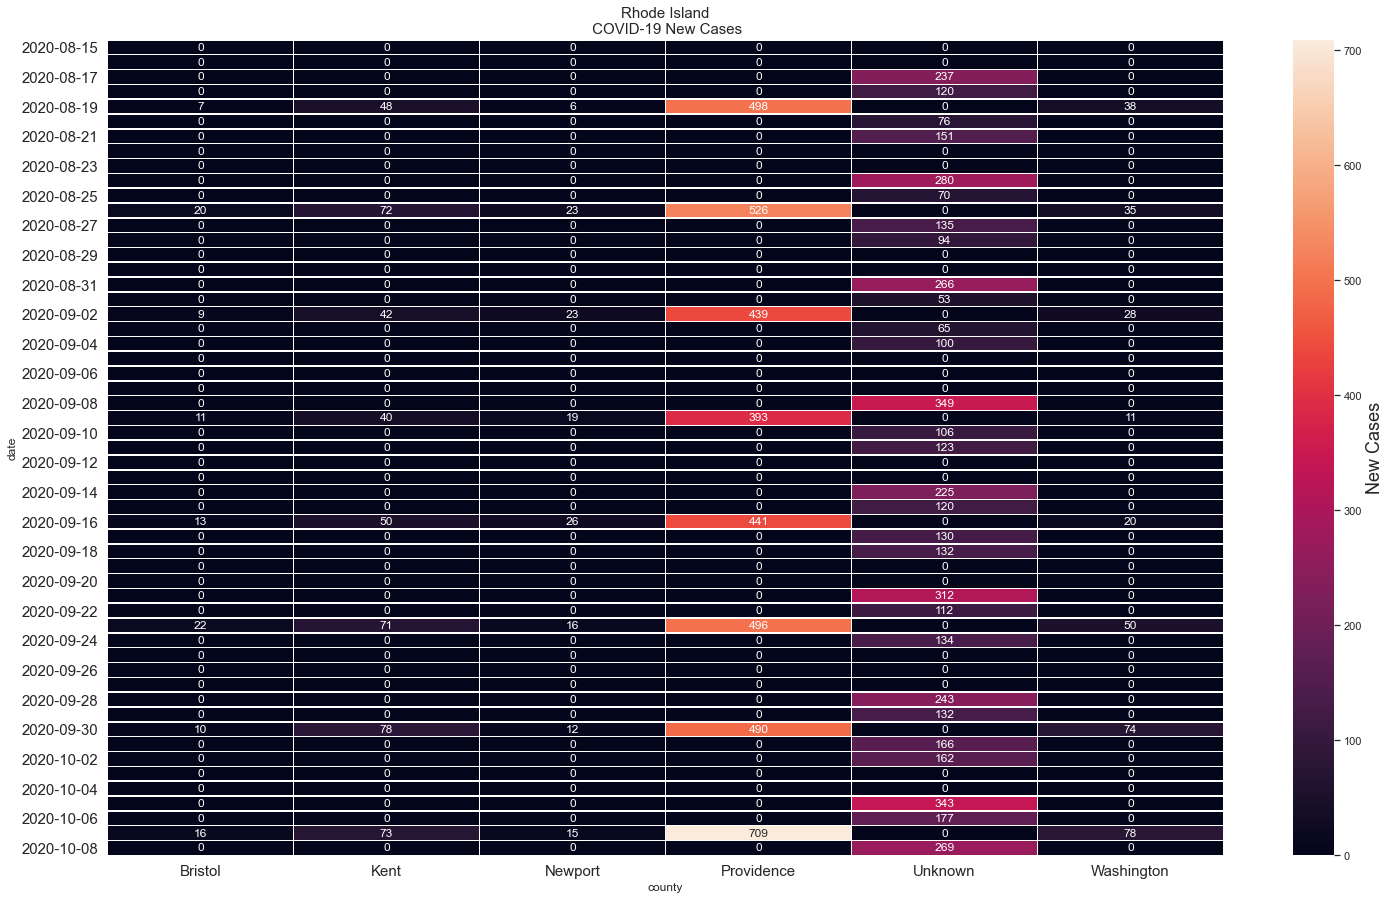 Rhode Island
COVID-19 New Cases
2020-08-15 0 0 0 0 0 0
0 0 0 0 0 0
2020-08-17 0 0 0 0 237 0
0 0 0 0 120 0
2020-08-19 7 48 6 498 0 38
0 0 0 0 76 0
2020-08-21 0 0 0 0 151 0
0 0 0 0 0 0
2020-08-23 0 0 0 0 0 0
0 0 0 0 280 0
2020-08-25 0 0 0 0 70 0
20 72 23 526 0 35
2020-08-27 0 0 0 0 135 0
0 0 0 0 94 0
2020-08-29 0 0 0 0 0 0
0 0 0 0 0 0
2020-08-31 0 0 0 0 266 0
0 0 0 0 53 0
2020-09-02 9 42 23 439 0 28
0 0 0 0 65 0
2020-09-04 0 0 0 0 100 0
0 0 0 0 0 0
2020-09-06 0 0 0 0 0 0
0 0 0 0 0 0
2020-09-08 0 0 0 0 349 0
11 40 19 393 0 11
2020-09-10 0 0 0 0 106 0
0 0 0 0 123 0
2020-09-12 0 0 0 0 0 0
0 0 0 0 0 0
2020-09-14 0 0 0 0 225 0
0 0 0 0 120 0
2020-09-16 13 50 26 441 0 20
0 0 0 0 130 0
2020-09-18 0 0 0 0 132 0
0 0 0 0 0 0
2020-09-20 0 0 0 0 0 0
0 0 0 0 312 0
2020-09-22 0 0 0 0 112 0
22 71 16 496 0 50
2020-09-24 0 0 0 0 134 0
0 0 0 0 0 0
2020-09-26 0 0 0 0 0 0
0 0 0 0 0 0
2020-09-28 0 0 0 0 243 0
0 0 0 0 132 0
2020-09-30 10 78 12 490 0 74
0 0 0 0 166 0
2020-10-02 0 0 0 0 162 0
0 0 0 0 0 0
2020-10-04 0 0 0 0 0 0
0 0 0 0 343 0
2020-10-06 0 0 0 0 177 0
16 73 15 709 0 78
2020-10-08 0 0 0 0 269 0
Bristol Kent Newport Providence Unknown Washington
county
date
700
600
500
400
300
200
100
0
New Cases